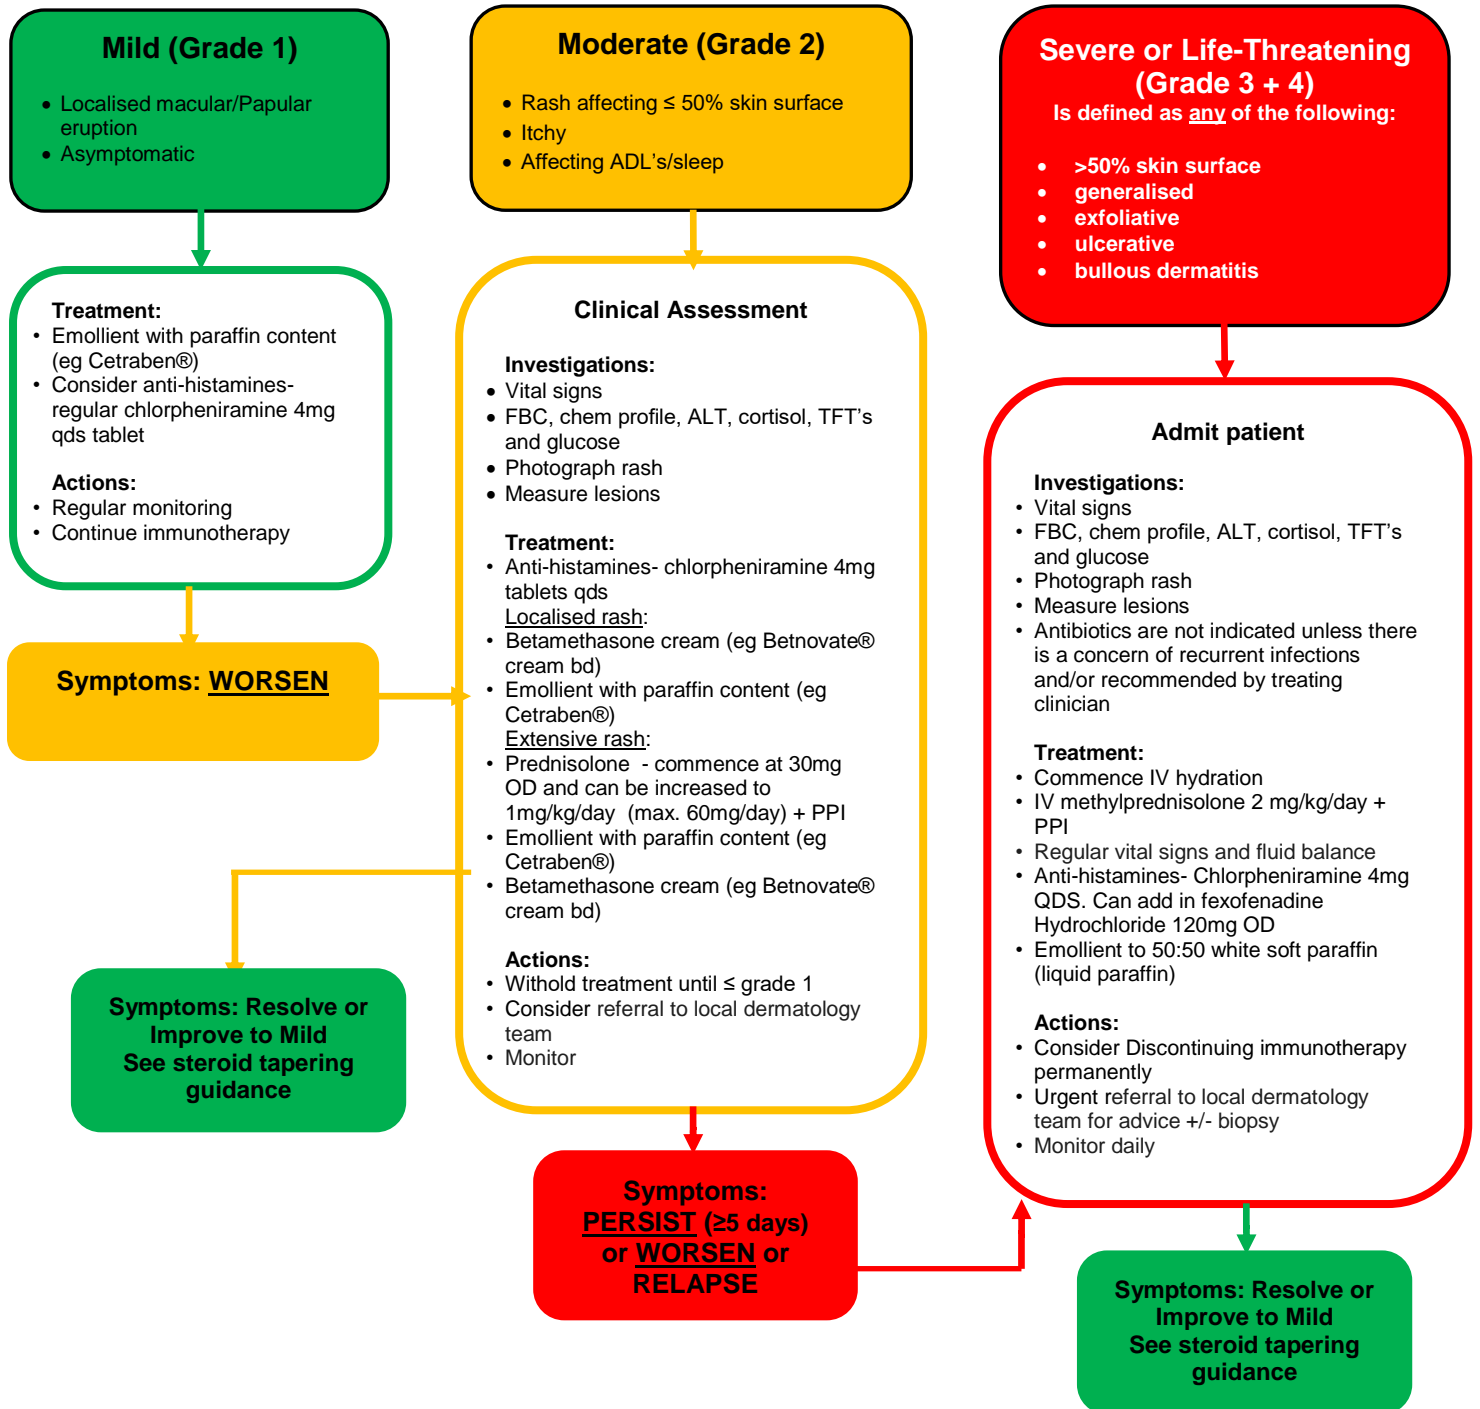 Mild (Grade 1)
• Localised macular/Papular
eruption
• Asymptomatic
Treatment:
• Emollient with paraffin content
(eg Cetraben®)
• Consider anti-histamines-
regular chlorpheniramine 4mg
qds tablet
Actions:
• Regular monitoring
• Continue immunotherapy
Symptoms: WORSEN
Moderate (Grade 2)
• Rash affecting ≤ 50% skin surface
• Itchy
• Affecting ADL's/sleep
Clinical Assessment
Investigations:
• Vital signs
• FBC, chem profile, ALT, cortisol, TFT's
and glucose
• Photograph rash
• Measure lesions
Treatment:
• Anti-histamines- chlorpheniramine 4mg
tablets qds
Localised rash:
• Betamethasone cream (eg Betnovate®
cream bd)
• Emollient with paraffin content (eg
Cetraben®)
Extensive rash:
• Prednisolone - commence at 30mg
OD and can be increased to
1mg/kg/day (max. 60mg/day) + PPI
• Emollient with paraffin content (eg
Cetraben®)
• Betamethasone cream (eg Betnovate®
cream bd)
Actions:
• Withold treatment until ≤ grade 1
• Consider referral to local dermatology
team
• Monitor
Symptoms: Resolve or
Improve to Mild
See steroid tapering
guidance
Symptoms:
PERSIST (≥5 days)
or WORSEN or
RELAPSE
Severe or Life-Threatening
(Grade 3 + 4)
Is defined as any of the following:
• >50% skin surface
• generalised
• exfoliative
• ulcerative
• bullous dermatitis
Admit patient
Investigations:
• Vital signs
• FBC, chem profile, ALT, cortisol, TFT's
and glucose
• Photograph rash
• Measure lesions
• Antibiotics are not indicated unless there
is a concern of recurrent infections
and/or recommended by treating
clinician
Treatment:
• Commence IV hydration
• IV methylprednisolone 2 mg/kg/day +
PPI
• Regular vital signs and fluid balance
• Anti-histamines- Chlorpheniramine 4mg
QDS. Can add in fexofenadine
Hydrochloride 120mg OD
• Emollient to 50:50 white soft paraffin
(liquid paraffin)
Actions:
• Consider Discontinuing immunotherapy
permanently
• Urgent referral to local dermatology
team for advice +/- biopsy
• Monitor daily
Symptoms: Resolve or
Improve to Mild
See steroid tapering
guidance